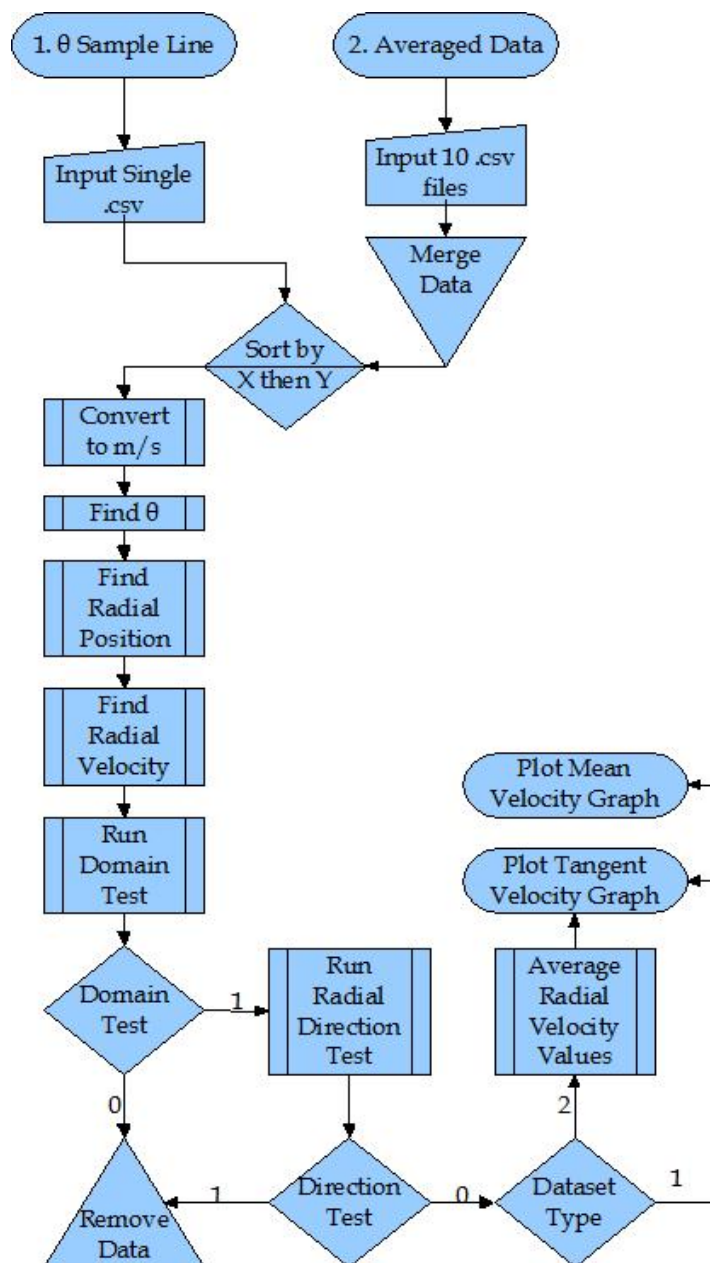 1. θ Sample Line
2. Averaged Data
Input Single
.csv
Input 10 .csv
files
Merge
Data
Sort by
X then Y
Convert
to m/s
Find θ
Find
Radial
Position
Find
Radial
Velocity
Run
Domain
Test
Plot Mean
Velocity Graph
Plot Tangent
Velocity Graph
Domain
Test
1
Run
Radial
Direction
Test
Average
Radial
Velocity
Values
0
2
Remove
Data
1
Direction
Test
0
Dataset
Type
1